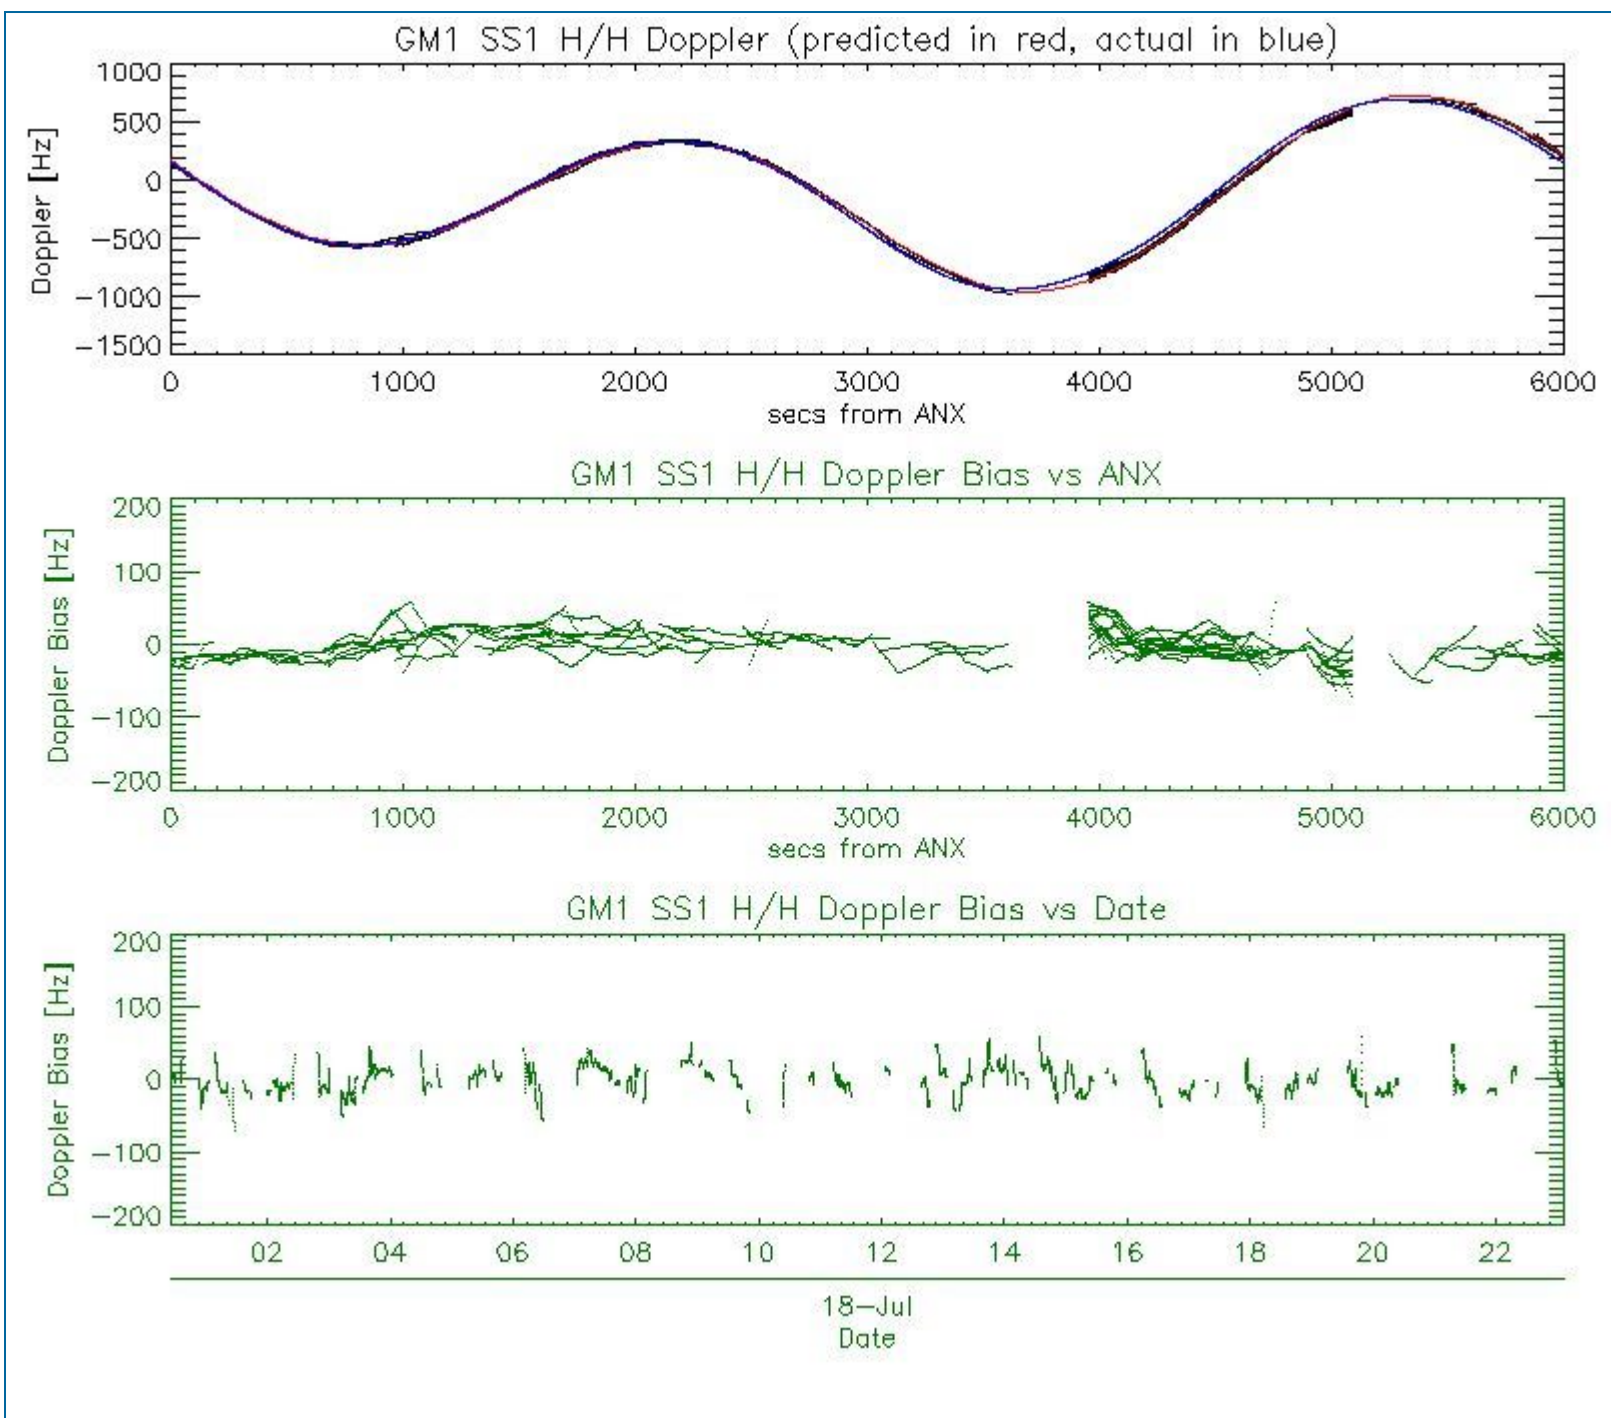 GM1 SS1 H/H Doppler (predicted in red, actual in blue)
1000
500
0
−500
−1000
−1500
Doppler [Hz]
0 1000 2000 3000 4000 5000 6000
secs from ANX
GM1 SS1 H/H Doppler Bias vs ANX
200
100
0
−100
−200
Doppler Bias [Hz]
0 1000 2000 3000 4000 5000 6000
secs from ANX
GM1 SS1 H/H Doppler Bias vs Date
200
100
0
−100
−200
Doppler Bias [Hz]
02 04 06 08 10 12 14 16 18 20 22
18−Jul
Date